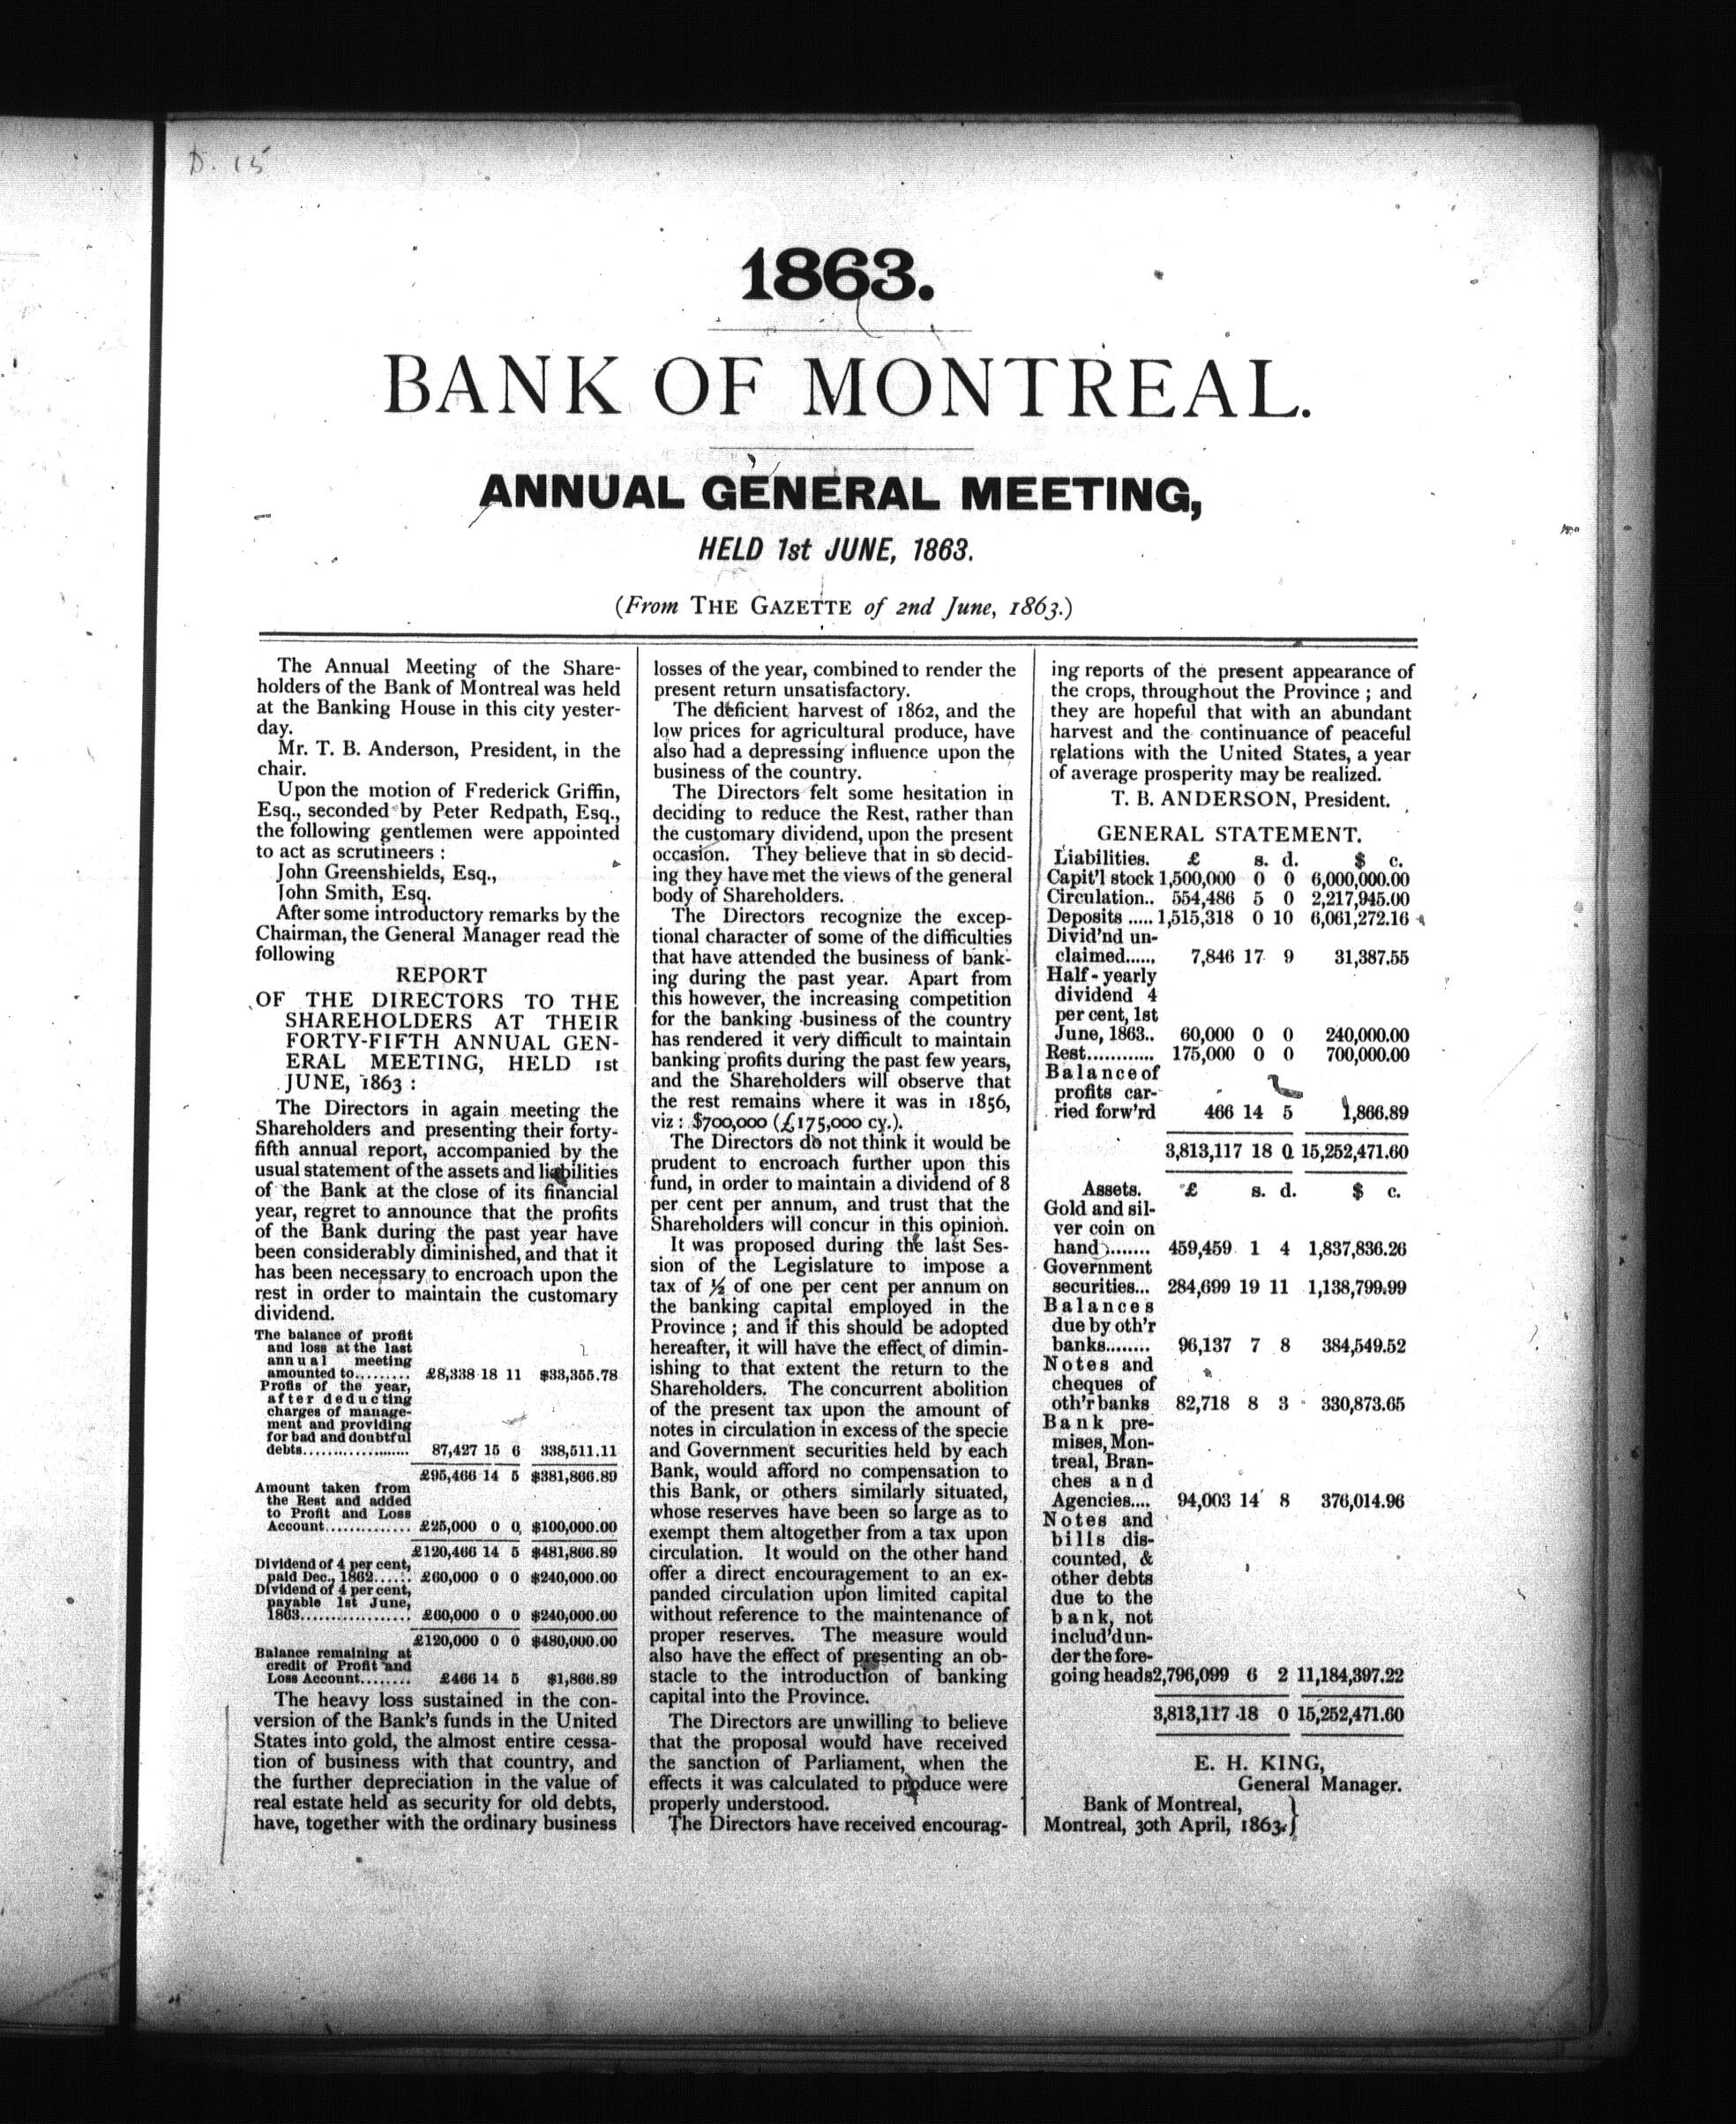 D. 15
1863.
BANK OF MONTREAL.
ANNUAL GENERAL MEETING,
HELD 1st JUNE, 1863.
(From THE GAZETTE of 2nd June, 1863.)
The Annual Meeting of the Share-
holders of the Bank of Montreal was held
at the Banking House in this city yester-
day.
Mr. T. B. Anderson, President, in the
chair.
Upon the motion of Frederick Griffin,
Esq., seconded by Peter Redpath, Esq.,
the following gentlemen were appointed
to act as scrutineers :
John Greenshields, Esq.,
John Smith, Esq.
After some introductory remarks by the
Chairman, the General Manager read the
following
REPORT
OF THE DIRECTORS TO THE
SHAREHOLDERS AT THEIR
FORTY-FIFTH ANNUAL GEN-
ERAL MEETING, HELD 1st
JUNE, 1863 :
The Directors in again meeting the
Shareholders and presenting their forty-
fifth annual report, accompanied by the
usual statement of the assets and liabilities
of the Bank at the close of its financial
year, regret to announce that the profits
of the Bank during the past year have
been considerably diminished, and that it
has been necessary to encroach upon the
rest in order to maintain the customary
dividend.
The balance of profit
and loss at the last
annual meeting
amounted to......... £8,338 18 11 $33,355.78
Profis of the year,
after deducting
charges of manage-
ment and providing
for bad and doubtful
debts.................... 87,427 15 6 338,511.11
£95,466 14 5 $381,866.89
Amount taken from
the Rest and added
to Profit and Loss
Account............. £25,000 0 0 $100,000.00
£120,466 14 5 $481,866.89
Dividend of 4 per cent,
paid Dec., 1862...... £60,000 0 0 $240,000.00
Dividend of 4 per cent,
payable 1st June,
1863.................. £60,000 0 0 $240,000.00
£120,000 0 0 $480,000.00
Balance remaining at
credit of Profit and
Loss Account........ £466 14 5 $1,866.89
The heavy loss sustained in the con-
version of the Bank's funds in the United
States into gold, the almost entire cessa-
tion of business with that country, and
the further depreciation in the value of
real estate held as security for old debts,
have, together with the ordinary business
losses of the year, combined to render the
present return unsatisfactory.
The deficient harvest of 1862, and the
low prices for agricultural produce, have
also had a depressing influence upon the
business of the country.
The Directors felt some hesitation in
deciding to reduce the Rest, rather than
the customary dividend, upon the present
occasion. They believe that in so decid-
ing they have met the views of the general
body of Shareholders.
The Directors recognize the excep-
tional character of some of the difficulties
that have attended the business of bank-
ing during the past year. Apart from
this however, the increasing competition
for the banking business of the country
has rendered it very difficult to maintain
banking profits during the past few years,
and the Shareholders will observe that
the rest remains where it was in 1856,
viz : $700,000 (£175,000 cy.).
The Directors do not think it would be
prudent to encroach further upon this
fund, in order to maintain a dividend of 8
per cent per annum, and trust that the
Shareholders will concur in this opinion.
It was proposed during the last Ses-
sion of the Legislature to impose a
tax of ½ of one per cent per annum on
the banking capital employed in the
Province ; and if this should be adopted
hereafter, it will have the effect of dimin-
ishing to that extent the return to the
Shareholders. The concurrent abolition
of the present tax upon the amount of
notes in circulation in excess of the specie
and Government securities held by each
Bank, would afford no compensation to
this Bank, or others similarly situated,
whose reserves have been so large as to
exempt them altogether from a tax upon
circulation. It would on the other hand
offer a direct encouragement to an ex-
panded circulation upon limited capital
without reference to the maintenance of
proper reserves. The measure would
also have the effect of presenting an ob-
stacle to the introduction of banking
capital into the Province.
The Directors are unwilling to believe
that the proposal would have received
the sanction of Parliament, when the
effects it was calculated to produce were
properly understood.
The Directors have received encourag-
ing reports of the present appearance of
the crops, throughout the Province ; and
they are hopeful that with an abundant
harvest and the continuance of peaceful
relations with the United States, a year
of average prosperity may be realized.
T. B. ANDERSON, President.
GENERAL STATEMENT.
Liabilities. £ s. d. $ c.
Capit'l stock 1,500,000 0 0 6,000,000.00
Circulation.. 554,486 5 0 2,217,945.00
Deposits ..... 1,515,318 0 10 6,061,272.16
Divid'nd un-
claimed...... 7,846 17 9 31,387.55
Half-yearly
dividend 4
per cent, 1st
June, 1863.. 60,000 0 0 240,000.00
Rest............ 175,000 0 0 700,000.00
Balance of
profits car-
ried forw'rd 466 14 5 1,866.89
3,813,117 18 0 15,252,471.60
Assets. £ s. d. $ c.
Gold and sil-
ver coin on
hand........ 459,459 1 4 1,837,836.26
Government
securities... 284,699 19 11 1,138,799.99
Balances
due by oth'r
banks........ 96,137 7 8 384,549.52
Notes and
cheques of
oth'r banks 82,718 8 3 330,873.65
Bank pre-
mises, Mon-
treal, Bran-
ches and
Agencies.... 94,003 14 8 376,014.96
Notes and
bills dis-
counted, &
other debts
due to the
bank, not
includ'd un-
der the fore-
going heads 2,796,099 6 2 11,184,397.22
3,813,117 18 0 15,252,471.60
E. H. KING,
General Manager.
Bank of Montreal,
Montreal, 30th April, 1863.}